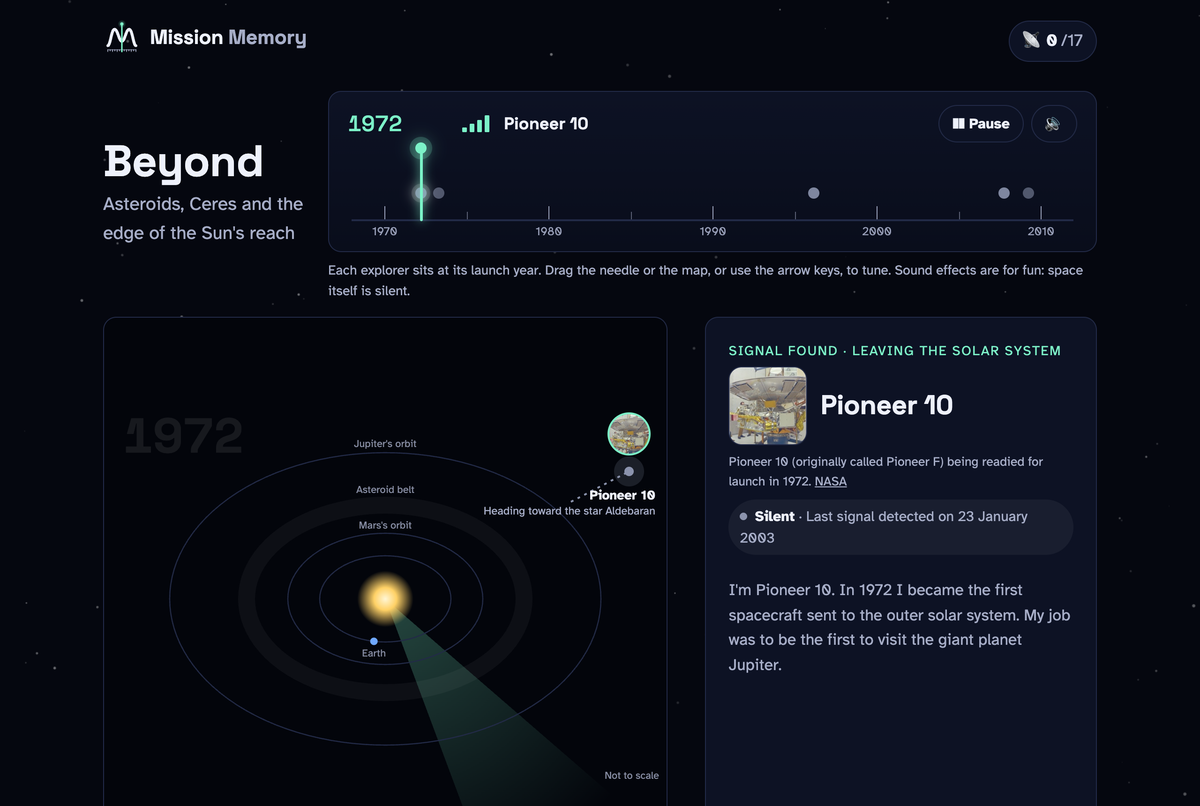 Mission Memory
0 /17
1972
Pioneer 10
Pause
1970
1980
1990
2000
2010
Beyond
Asteroids, Ceres and the
edge of the Sun's reach
Each explorer sits at its launch year. Drag the needle or the map, or use the arrow keys, to tune. Sound effects are for fun: space
itself is silent.
1972
Jupiter's orbit
Asteroid belt
Mars's orbit
Earth
Pioneer 10
Heading toward the star Aldebaran
Not to scale
SIGNAL FOUND · LEAVING THE SOLAR SYSTEM
Pioneer 10
Pioneer 10 (originally called Pioneer F) being readied for
launch in 1972. NASA
Silent · Last signal detected on 23 January
2003
I'm Pioneer 10. In 1972 I became the first
spacecraft sent to the outer solar system. My job
was to be the first to visit the giant planet
Jupiter.